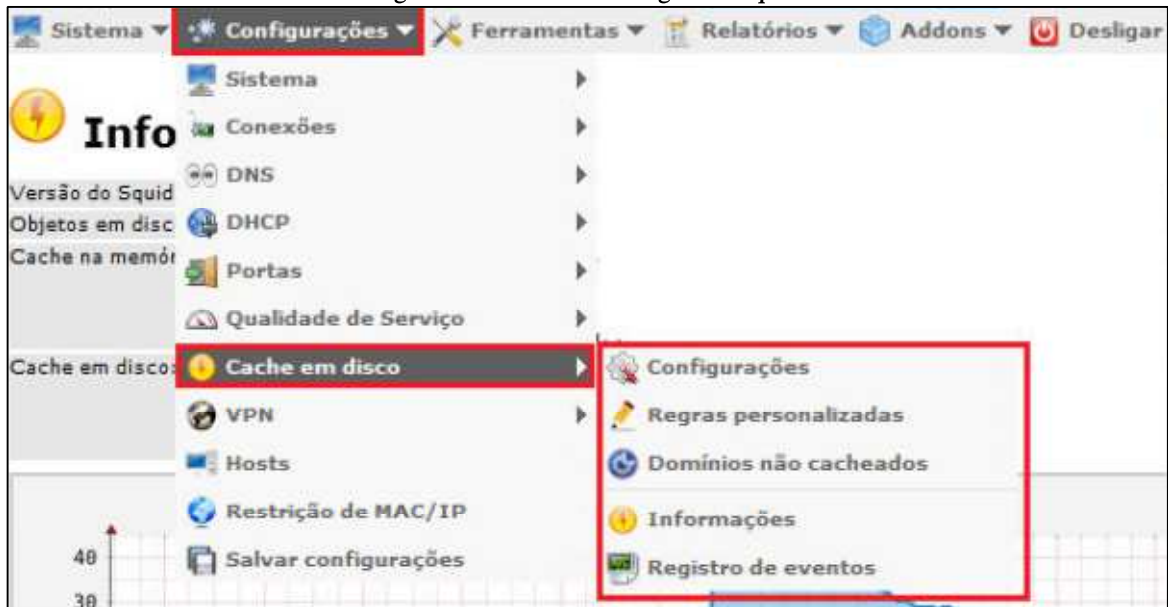 Sistema Configurações Ferramentas Relatórios Addons Desligar
Info
Versão do Squid
Objetos em disc
Cache na memór
Cache em disco:
Sistema
Conexões
DNS
DHCP
Portas
Qualidade de Serviço
Cache em disco
VPN
Hosts
Restrição de MAC/IP
Salvar configurações
Configurações
Regras personalizadas
Domínios não cacheados
Informações
Registro de eventos
40
30